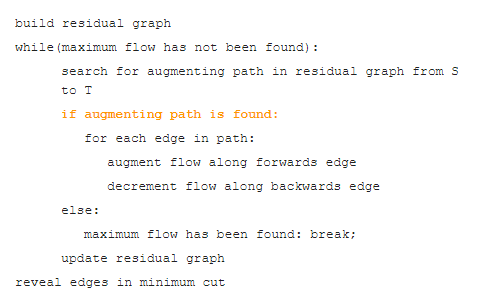 build residual graph
while(maximum flow has not been found):
search for augmenting path in residual graph from S
to T
if augmenting path is found:
for each edge in path:
augment flow along forwards edge
decrement flow along backwards edge
else:
maximum flow has been found: break;
update residual graph
reveal edges in minimum cut